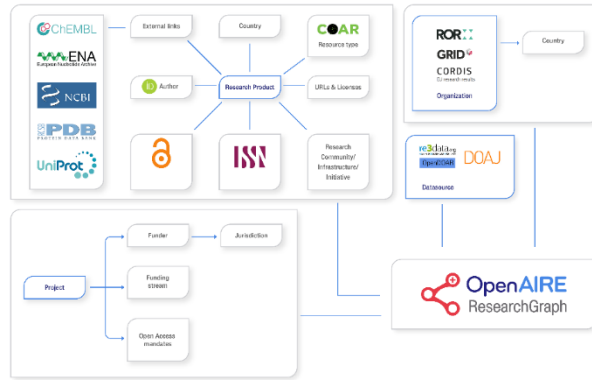 ChEMBL
ENA
European Nucleotide Archive
NCBI
PDB
PROTEIN DATA BANK
UniProt
External links
Country
COAR
Resource type
iD Author
Research Product
URLs & Licenses
ISSN
Research
Community/
Infrastructure/
Initiative
ROR
GRID
CORDIS
EU research results
Organization
Country
re3data.org
OpenDOAR
DOAJ
Datasource
Project
Funder
Jurisdiction
Funding
stream
Open Access
mandates
OpenAIRE
ResearchGraph